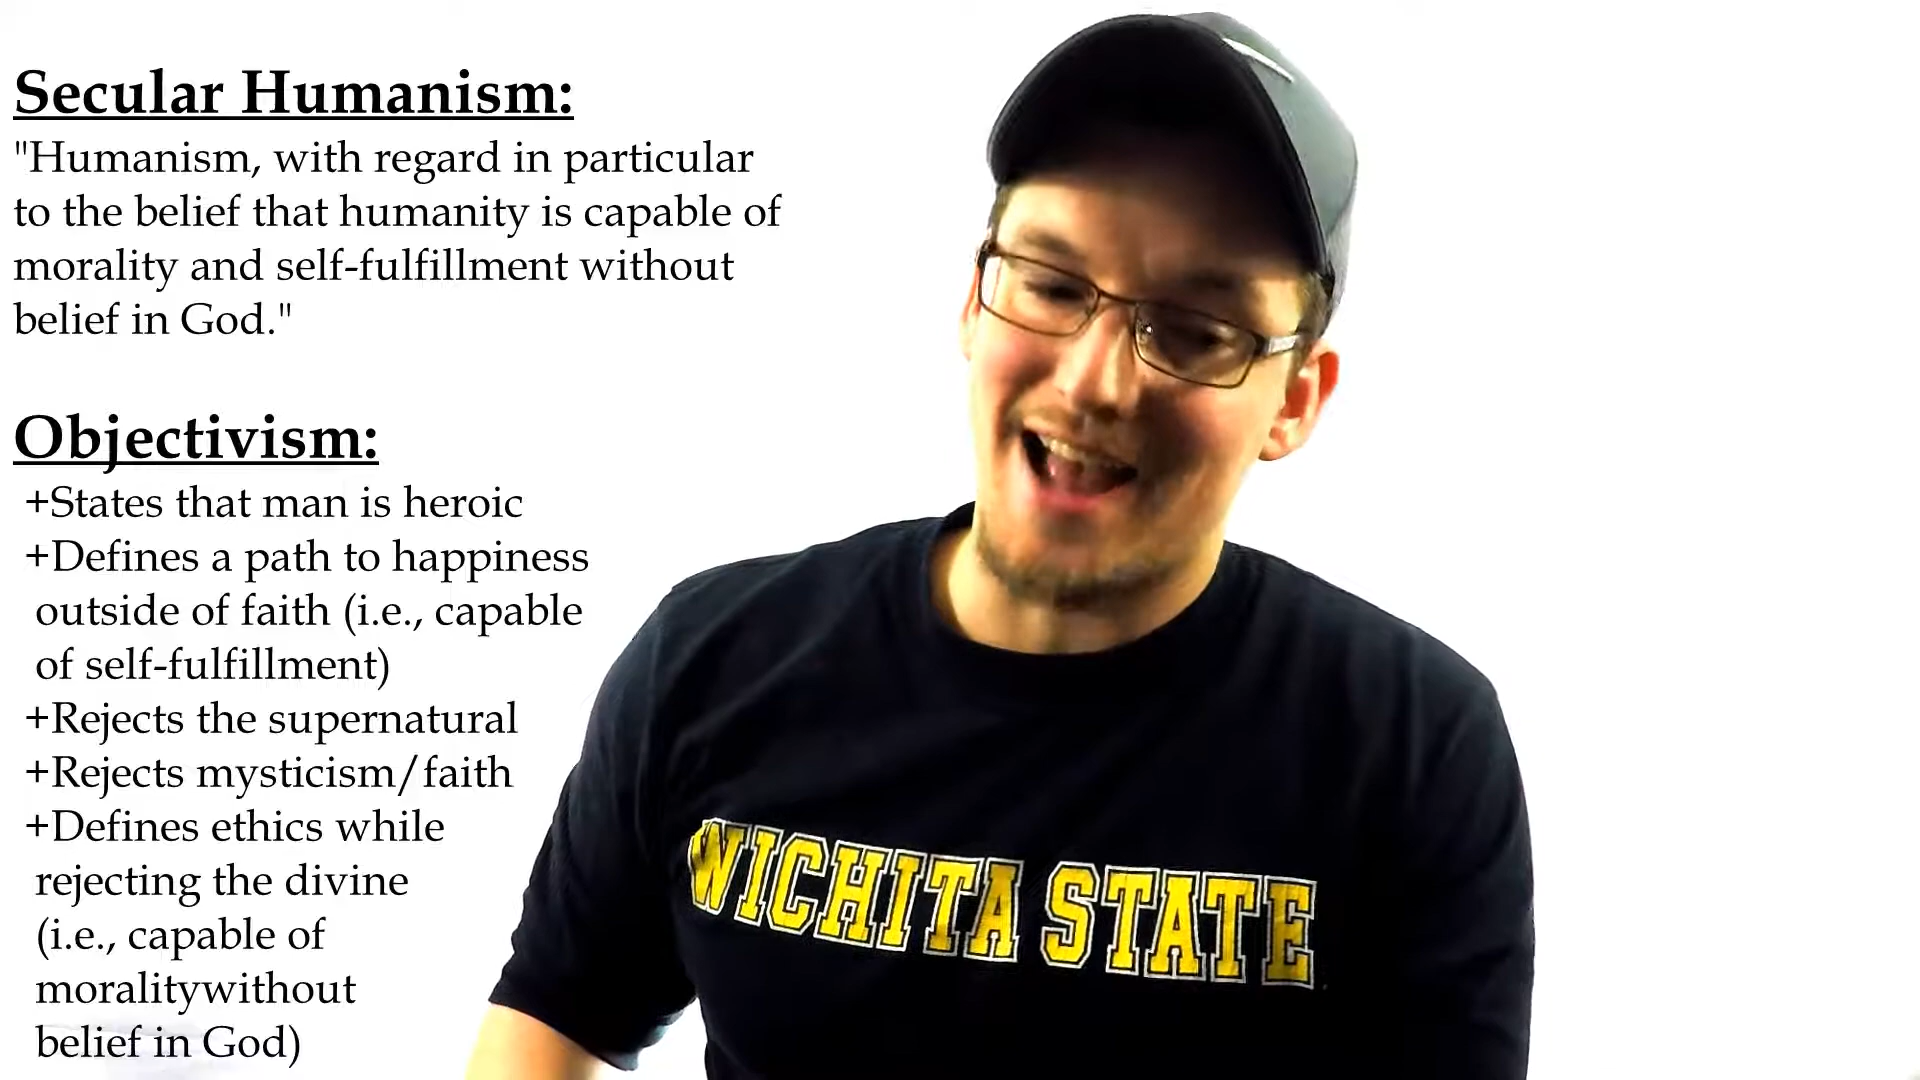 Secular Humanism:
"Humanism, with regard in particular
to the belief that humanity is capable of
morality and self-fulfillment without
belief in God."
Objectivism:
+States that man is heroic
+Defines a path to happiness
outside of faith (i.e., capable
of self-fulfillment)
+Rejects the supernatural
+Rejects mysticism/faith
+Defines ethics while
rejecting the divine
(i.e., capable of
moralitywithout
belief in God)
WICHITA STATE